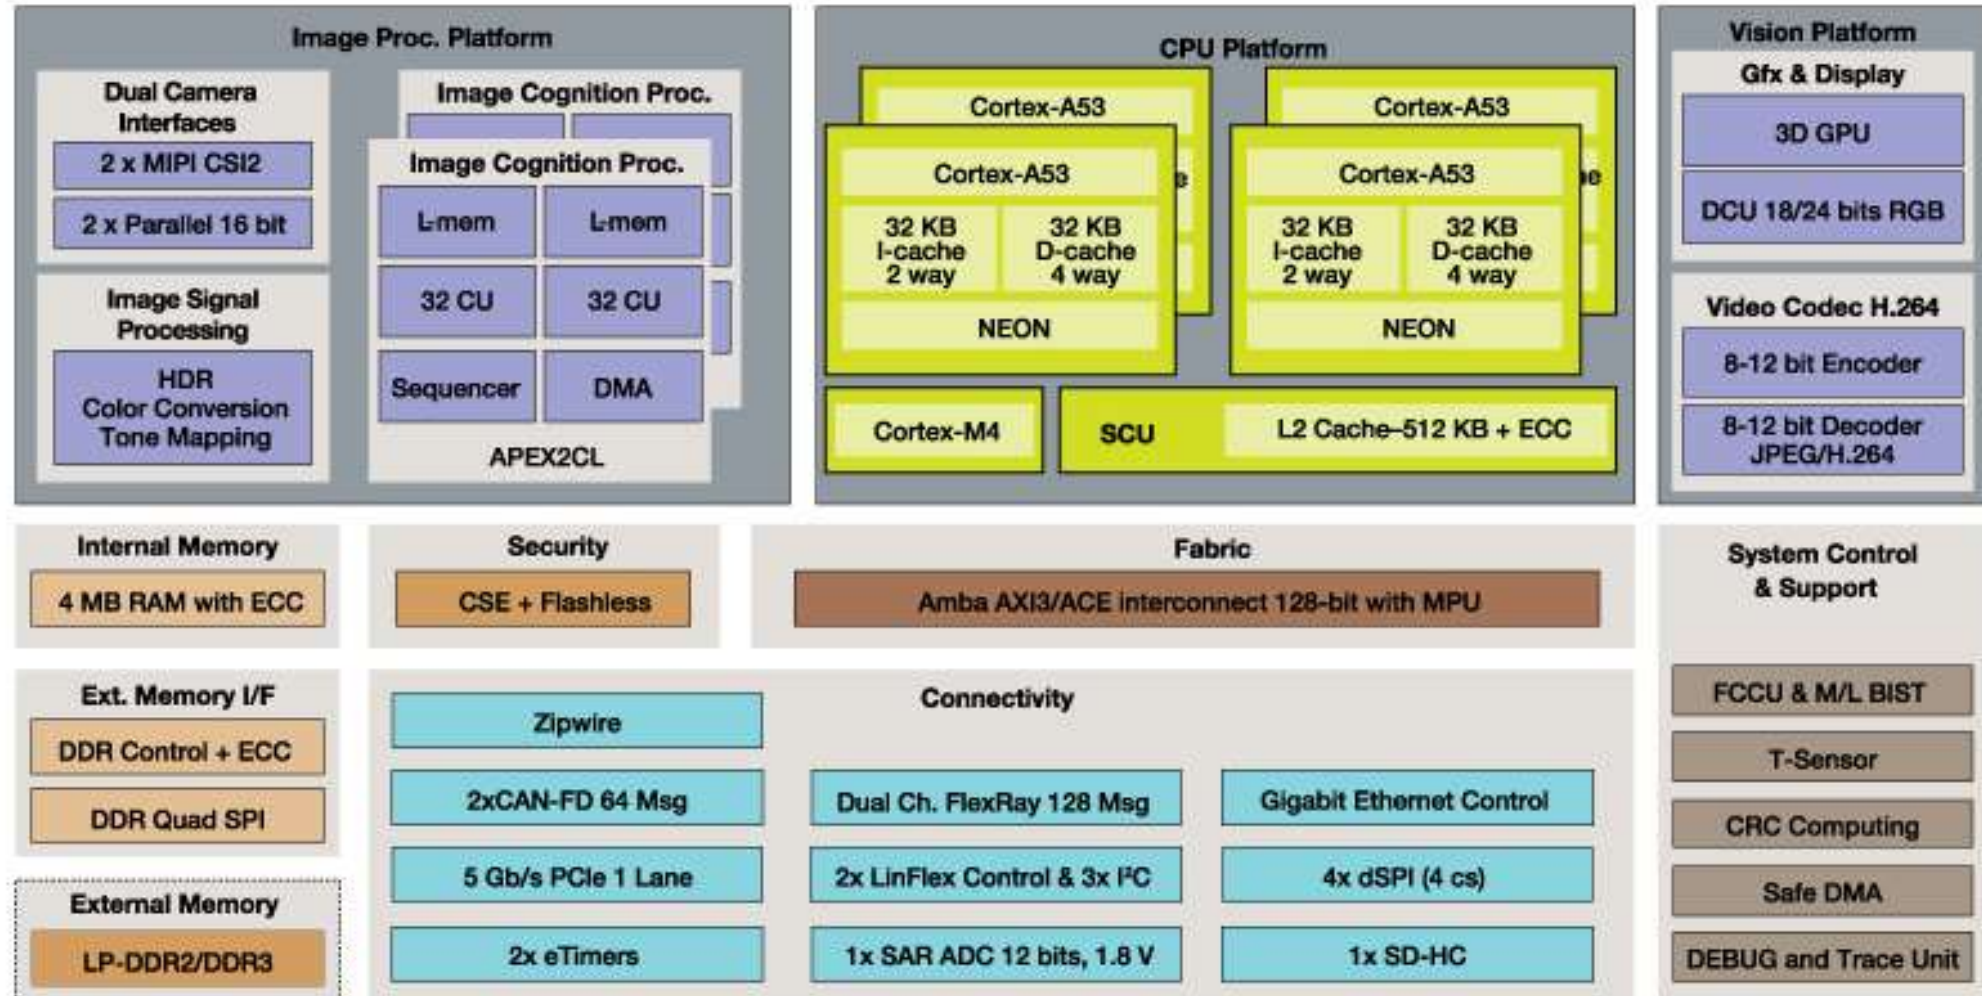 Image Proc. Platform
Dual Camera
Interfaces
2 x MIPI CSI2
2 x Parallel 16 bit
Image Signal
Processing
HDR
Color Conversion
Tone Mapping
Image Cognition Proc.
Image Cognition Proc.
L-mem
L-mem
32 CU
32 CU
Sequencer
DMA
APEX2CL
CPU Platform
Cortex-A53
Cortex-A53
32 KB
I-cache
2 way
32 KB
D-cache
4 way
NEON
Cortex-A53
Cortex-A53
32 KB
I-cache
2 way
32 KB
D-cache
4 way
NEON
Cortex-M4
SCU
L2 Cache–512 KB + ECC
Vision Platform
Gfx & Display
3D GPU
DCU 18/24 bits RGB
Video Codec H.264
8-12 bit Encoder
8-12 bit Decoder
JPEG/H.264
Internal Memory
4 MB RAM with ECC
Security
CSE + Flashless
Fabric
Amba AXI3/ACE interconnect 128-bit with MPU
Ext. Memory I/F
DDR Control + ECC
DDR Quad SPI
External Memory
LP-DDR2/DDR3
Connectivity
Zipwire
2xCAN-FD 64 Msg
Dual Ch. FlexRay 128 Msg
Gigabit Ethernet Control
5 Gb/s PCIe 1 Lane
2x LinFlex Control & 3x I²C
4x dSPI (4 cs)
2x eTimers
1x SAR ADC 12 bits, 1.8 V
1x SD-HC
System Control
& Support
FCCU & M/L BIST
T-Sensor
CRC Computing
Safe DMA
DEBUG and Trace Unit